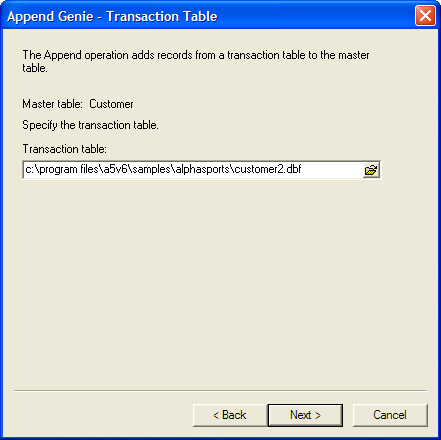 Append Genie - Transaction Table
The Append operation adds records from a transaction table to the master
table.
Master table:  Customer
Specify the transaction table.
Transaction table:
c:\program files\a5v6\samples\alphasports\customer2.dbf
< Back
Next >
Cancel